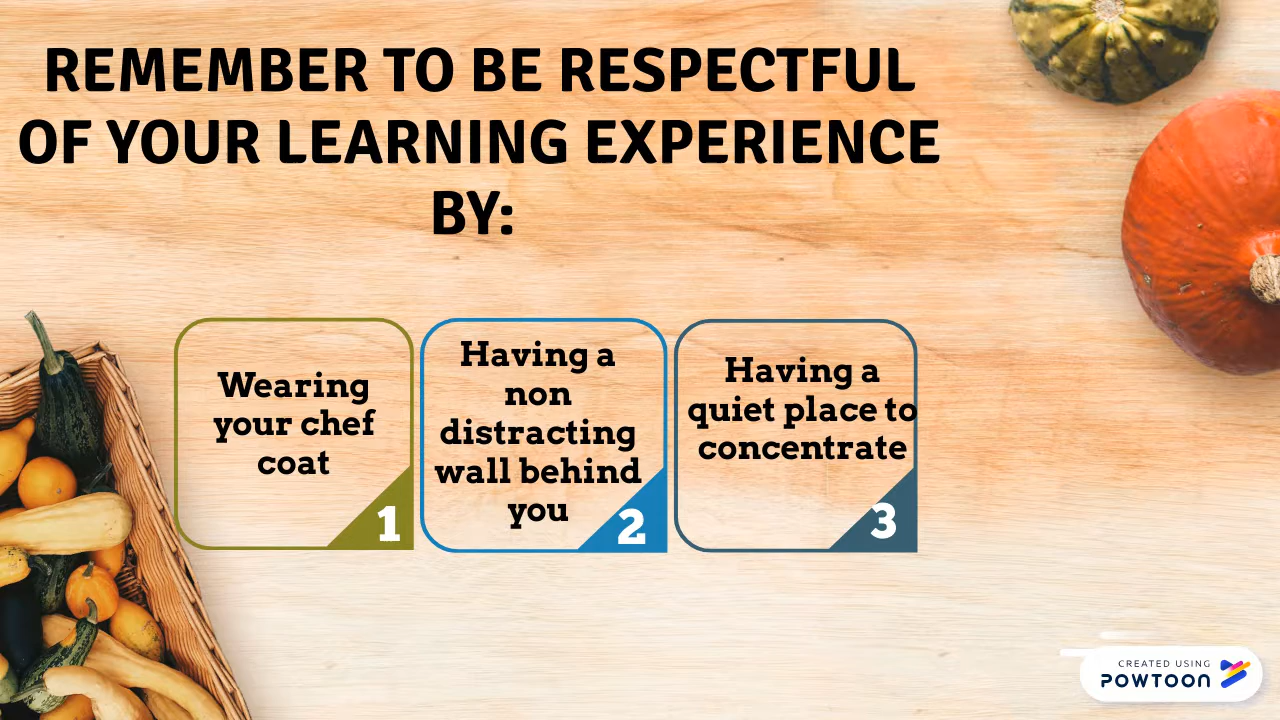 REMEMBER TO BE RESPECTFUL
OF YOUR LEARNING EXPERIENCE
BY:
Wearing
your chef
coat
1
Having a
non
distracting
wall behind
you
2
Having a
quiet place to
concentrate
3
CREATED USING
POWTOON